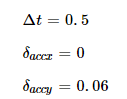 Δt = 0.5
δ_accx = 0
δ_accy = 0.06